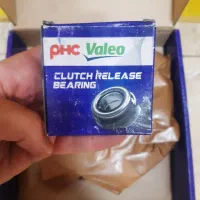 PHC Valeo
CLUTCH RELEASE
BEARING